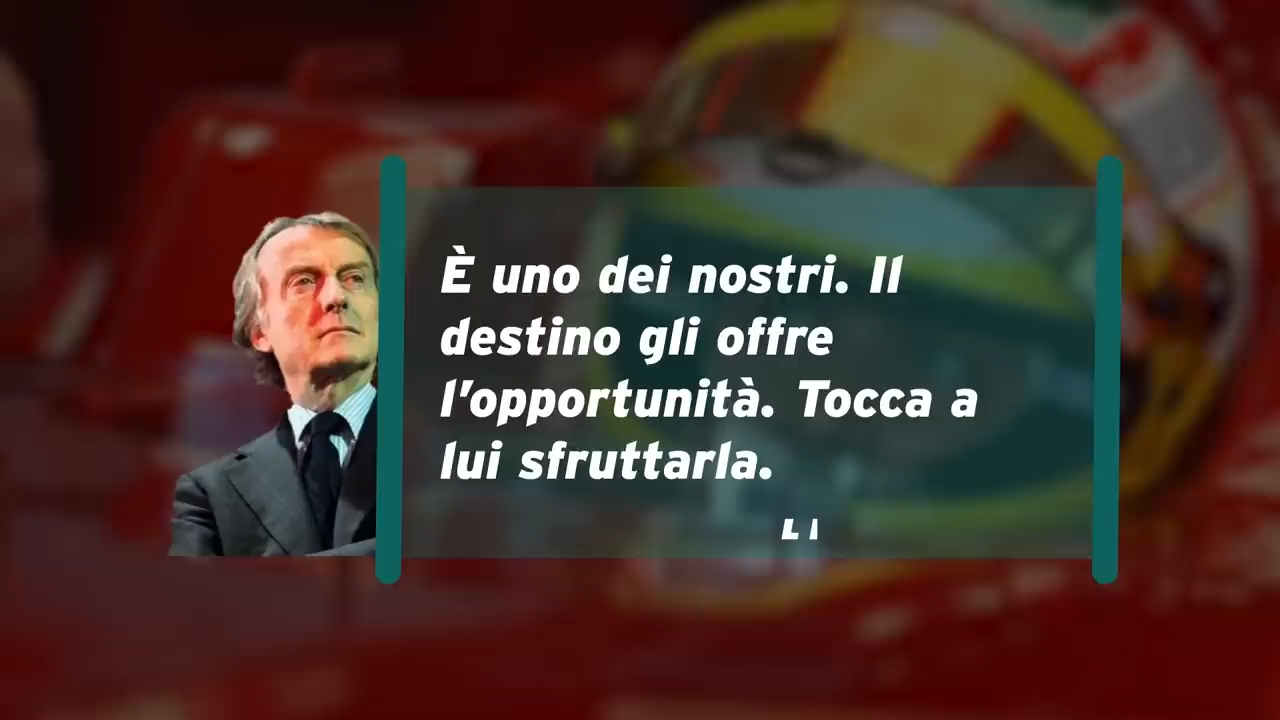 È uno dei nostri. Il
destino gli offre
l'opportunità. Tocca a
lui sfruttarla.